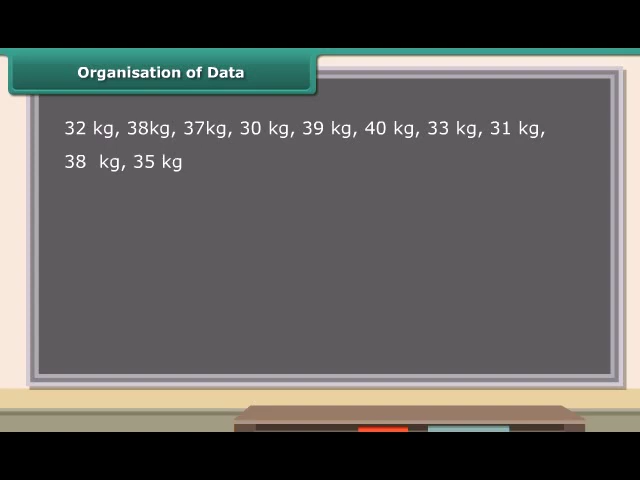 Organisation of Data
32 kg, 38kg, 37kg, 30 kg, 39 kg, 40 kg, 33 kg, 31 kg,
38  kg, 35 kg